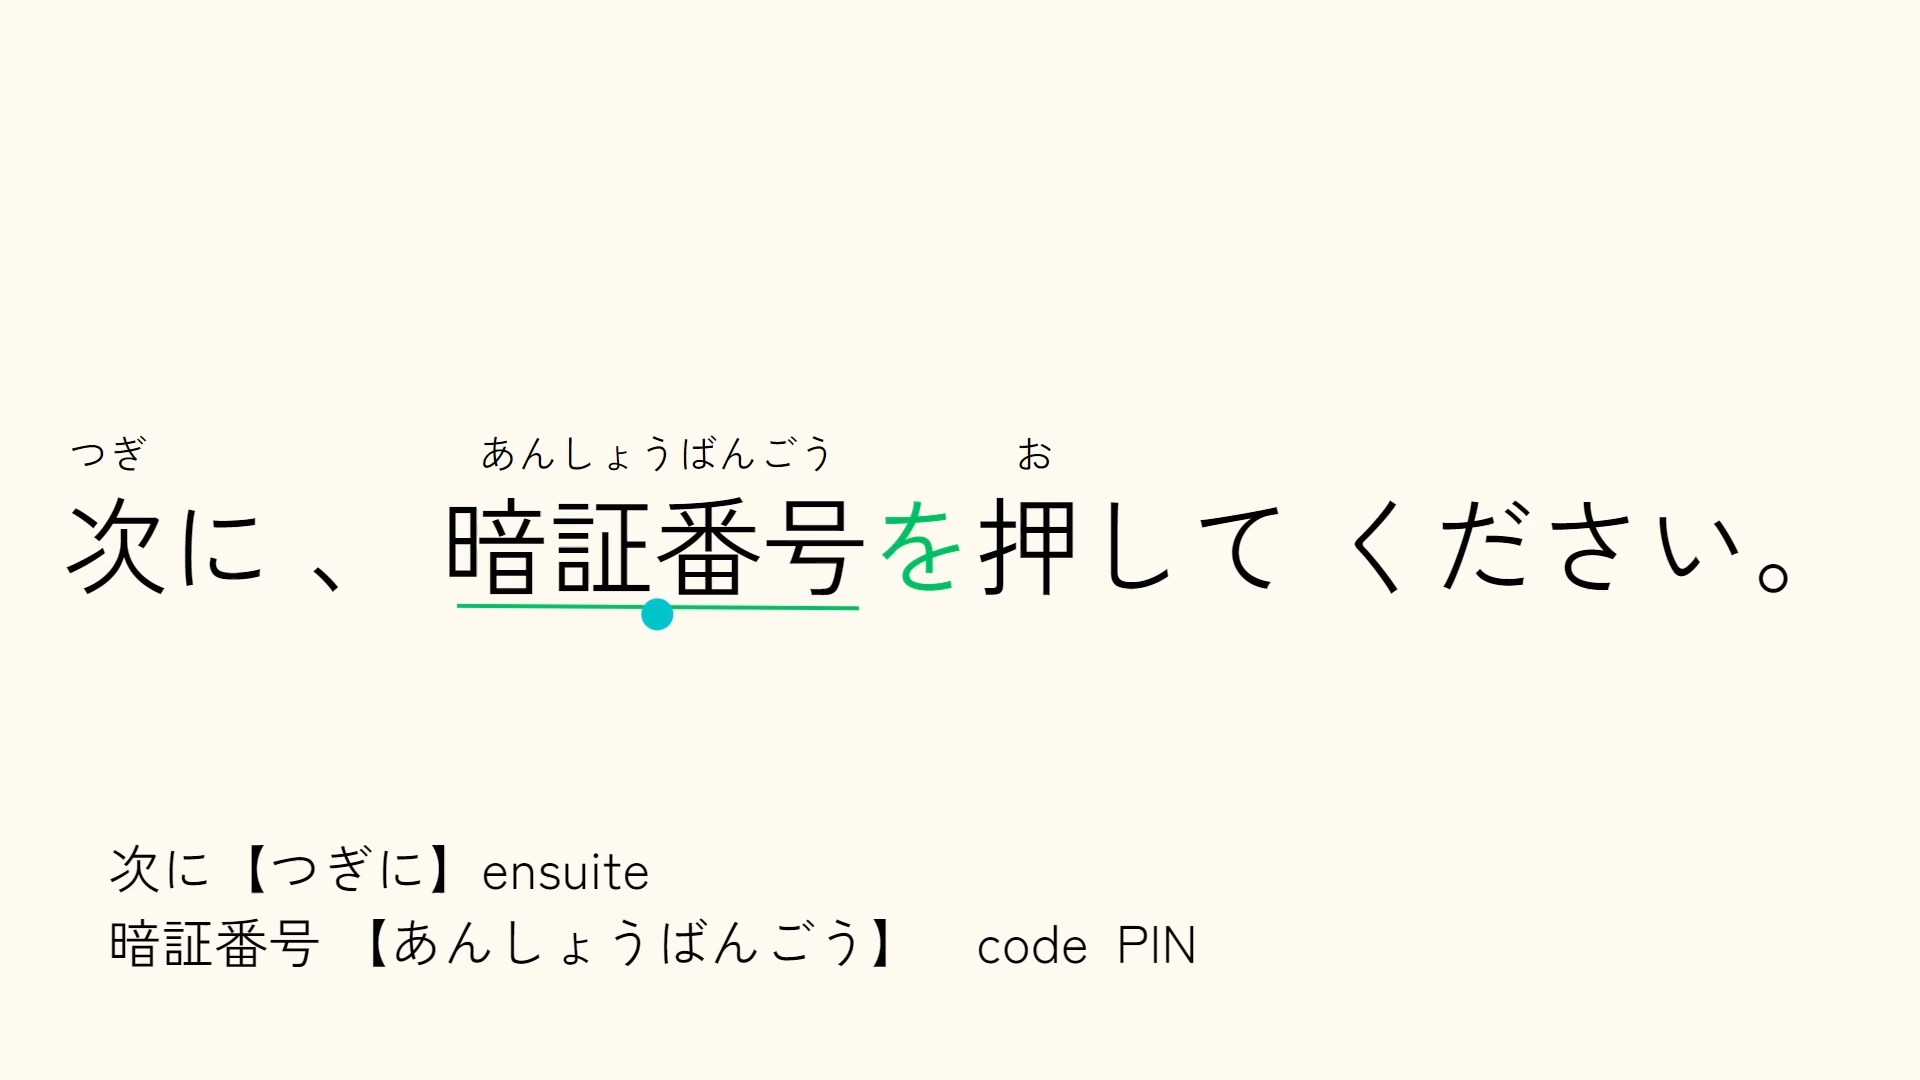 つぎ あんしょうばんごう お
次に、 暗証番号を押して ください。
次に【つぎに】ensuite
暗証番号 【あんしょうばんごう】 code PIN